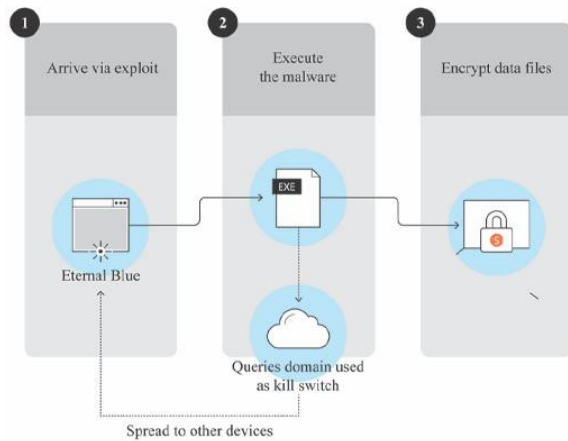 1
Arrive via exploit
2
Execute
the malware
3
Encrypt data files
Eternal Blue
EXE
$
Queries domain used
as kill switch
Spread to other devices